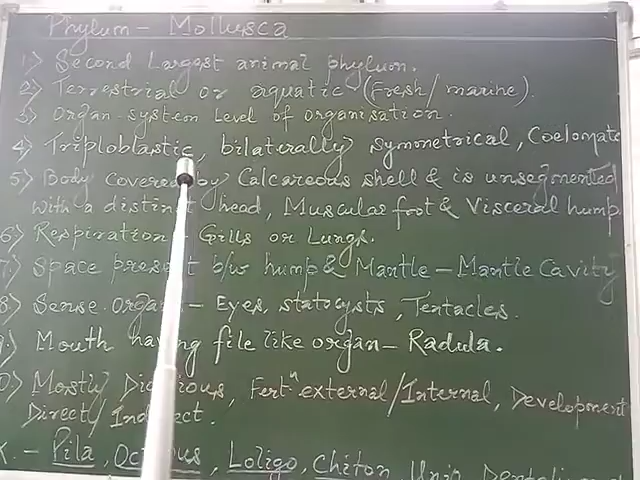 Phylum - Mollusca
1) Second Largest animal phylum.
2) Terrestrial or aquatic (Fresh/marine).
3) Organ-system Level of organisation.
4) Triploblastic, bilaterally symmetrical, Coelomate
5) Body covered by Calcareous shell & is unsegmented
with a distinct head, Muscular foot & Visceral hump
6) Respiration Gills or Lungs.
7) Space present b/w hump & Mantle - Mantle Cavity
8) Sense organs - Eyes, statocysts, Tentacles.
9) Mouth having file like organ - Radula.
0) Mostly Dioecious, Fertⁿ external/Internal, Development
Direct/Indirect.
x. - Pila, Octopus, Loligo, Chiton,